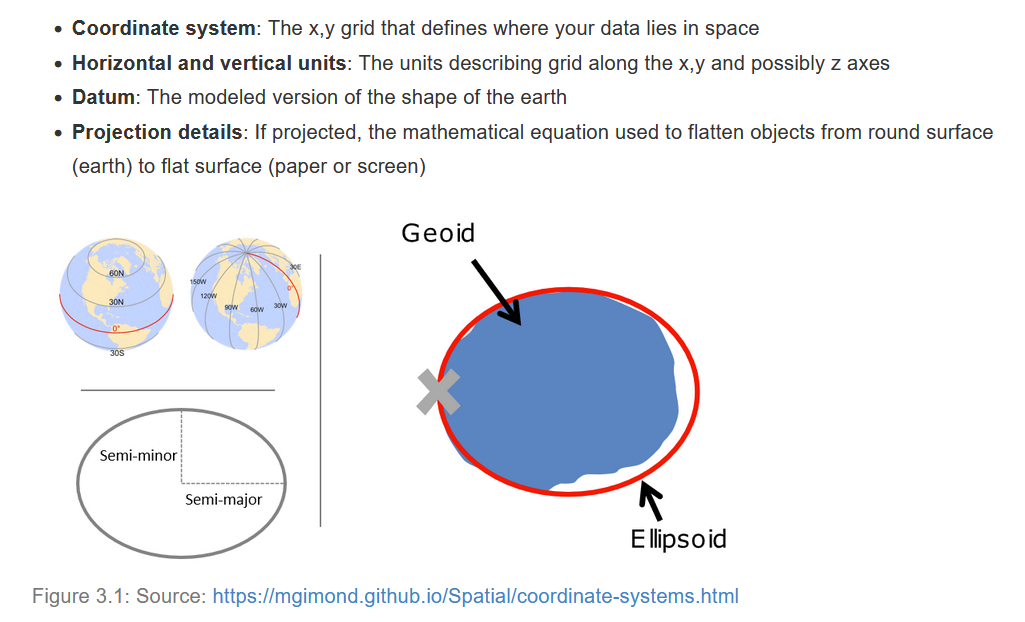 Coordinate system: The x,y grid that defines where your data lies in space
Horizontal and vertical units: The units describing grid along the x,y and possibly z axes
Datum: The modeled version of the shape of the earth
Projection details: If projected, the mathematical equation used to flatten objects from round surface
(earth) to flat surface (paper or screen)
60N
30N
0°
30S
30E
0°
150W
120W
90W
60W
30W
Semi-minor
Semi-major
Geoid
Ellipsoid
Figure 3.1: Source: https://mgimond.github.io/Spatial/coordinate-systems.html